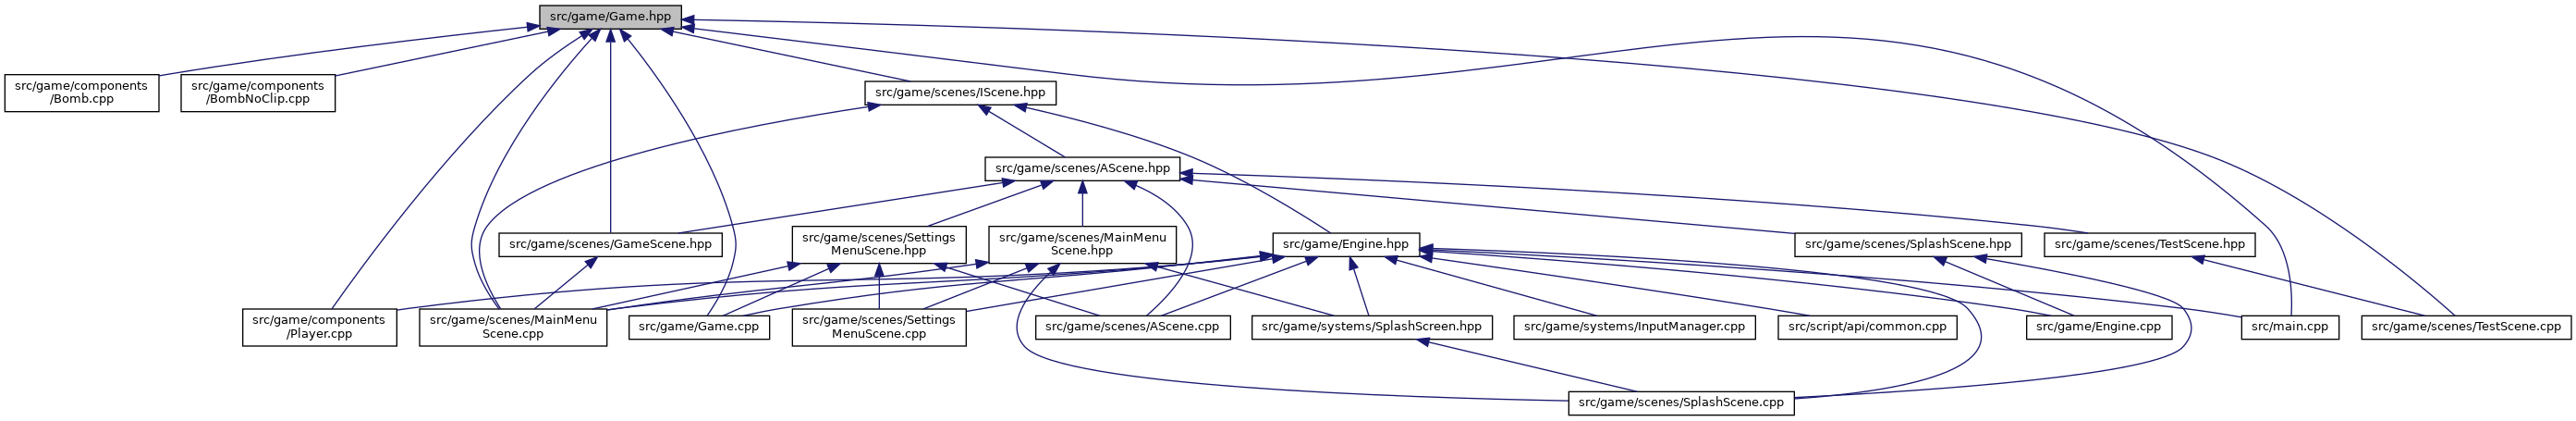 src/game/Game.hpp
src/game/components
/Bomb.cpp
src/game/components
/BombNoClip.cpp
src/game/scenes/IScene.hpp
src/game/scenes/AScene.hpp
src/game/scenes/GameScene.hpp
src/game/scenes/Settings
MenuScene.hpp
src/game/scenes/MainMenu
Scene.hpp
src/game/Engine.hpp
src/game/scenes/SplashScene.hpp
src/game/scenes/TestScene.hpp
src/game/components
/Player.cpp
src/game/scenes/MainMenu
Scene.cpp
src/game/Game.cpp
src/game/scenes/Settings
MenuScene.cpp
src/game/scenes/AScene.cpp
src/game/systems/SplashScreen.hpp
src/game/systems/InputManager.cpp
src/script/api/common.cpp
src/game/Engine.cpp
src/main.cpp
src/game/scenes/TestScene.cpp
src/game/scenes/SplashScene.cpp